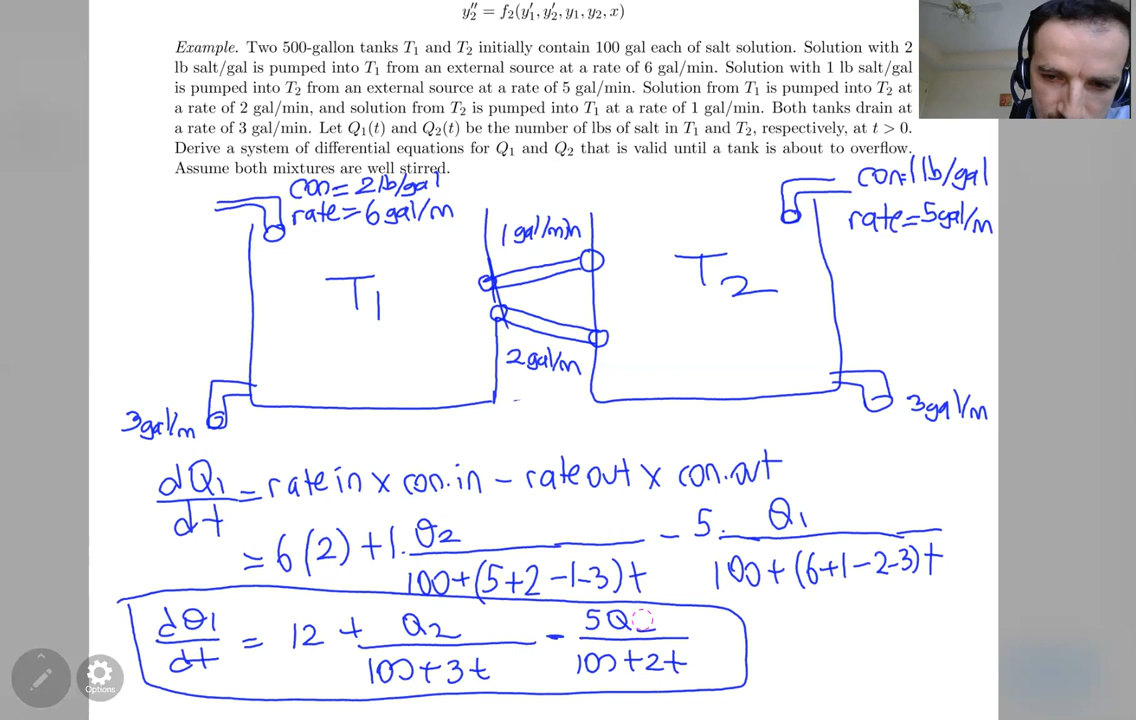 y₂″ = f₂(y₁′, y₂′, y₁, y₂, x)
Example. Two 500-gallon tanks T₁ and T₂ initially contain 100 gal each of salt solution. Solution with 2
lb salt/gal is pumped into T₁ from an external source at a rate of 6 gal/min. Solution with 1 lb salt/gal
is pumped into T₂ from an external source at a rate of 5 gal/min. Solution from T₁ is pumped into T₂ at
a rate of 2 gal/min, and solution from T₂ is pumped into T₁ at a rate of 1 gal/min. Both tanks drain at
a rate of 3 gal/min. Let Q₁(t) and Q₂(t) be the number of lbs of salt in T₁ and T₂, respectively, at t > 0.
Derive a system of differential equations for Q₁ and Q₂ that is valid until a tank is about to overflow.
Assume both mixtures are well stirred.
con=2lb/gal
rate=6gal/m
con=1lb/gal
rate=5gal/m
1gal/min
T₁
T₂
2gal/m
3gal/m
3gal/m
dQ₁/dt = rate in x con.in - rate out x con.out
= 6(2) + 1. Q₂/(100+(5+2-1-3)t) - 5. Q₁/(100+(6+1-2-3)t)
dQ₁/dt = 12 + Q₂/(100+3t) - 5Q/(100+2t)
Options